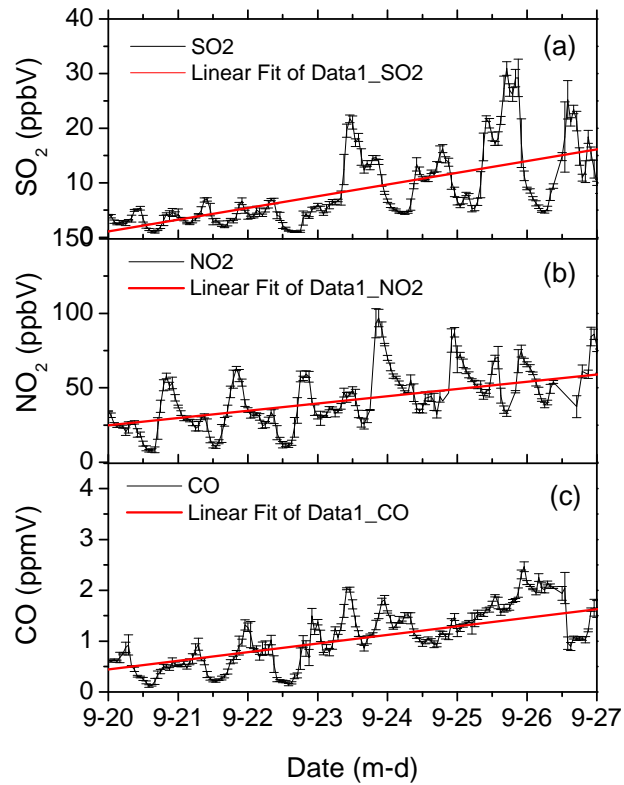 (a)
SO2
Linear Fit of Data1_SO2
40
30
20
10
0
SO2 (ppbV)
(b)
NO2
Linear Fit of Data1_NO2
150
100
50
0
NO2 (ppbV)
(c)
CO
Linear Fit of Data1_CO
4
3
2
1
0
CO (ppmV)
9-20 9-21 9-22 9-23 9-24 9-25 9-26 9-27
Date (m-d)